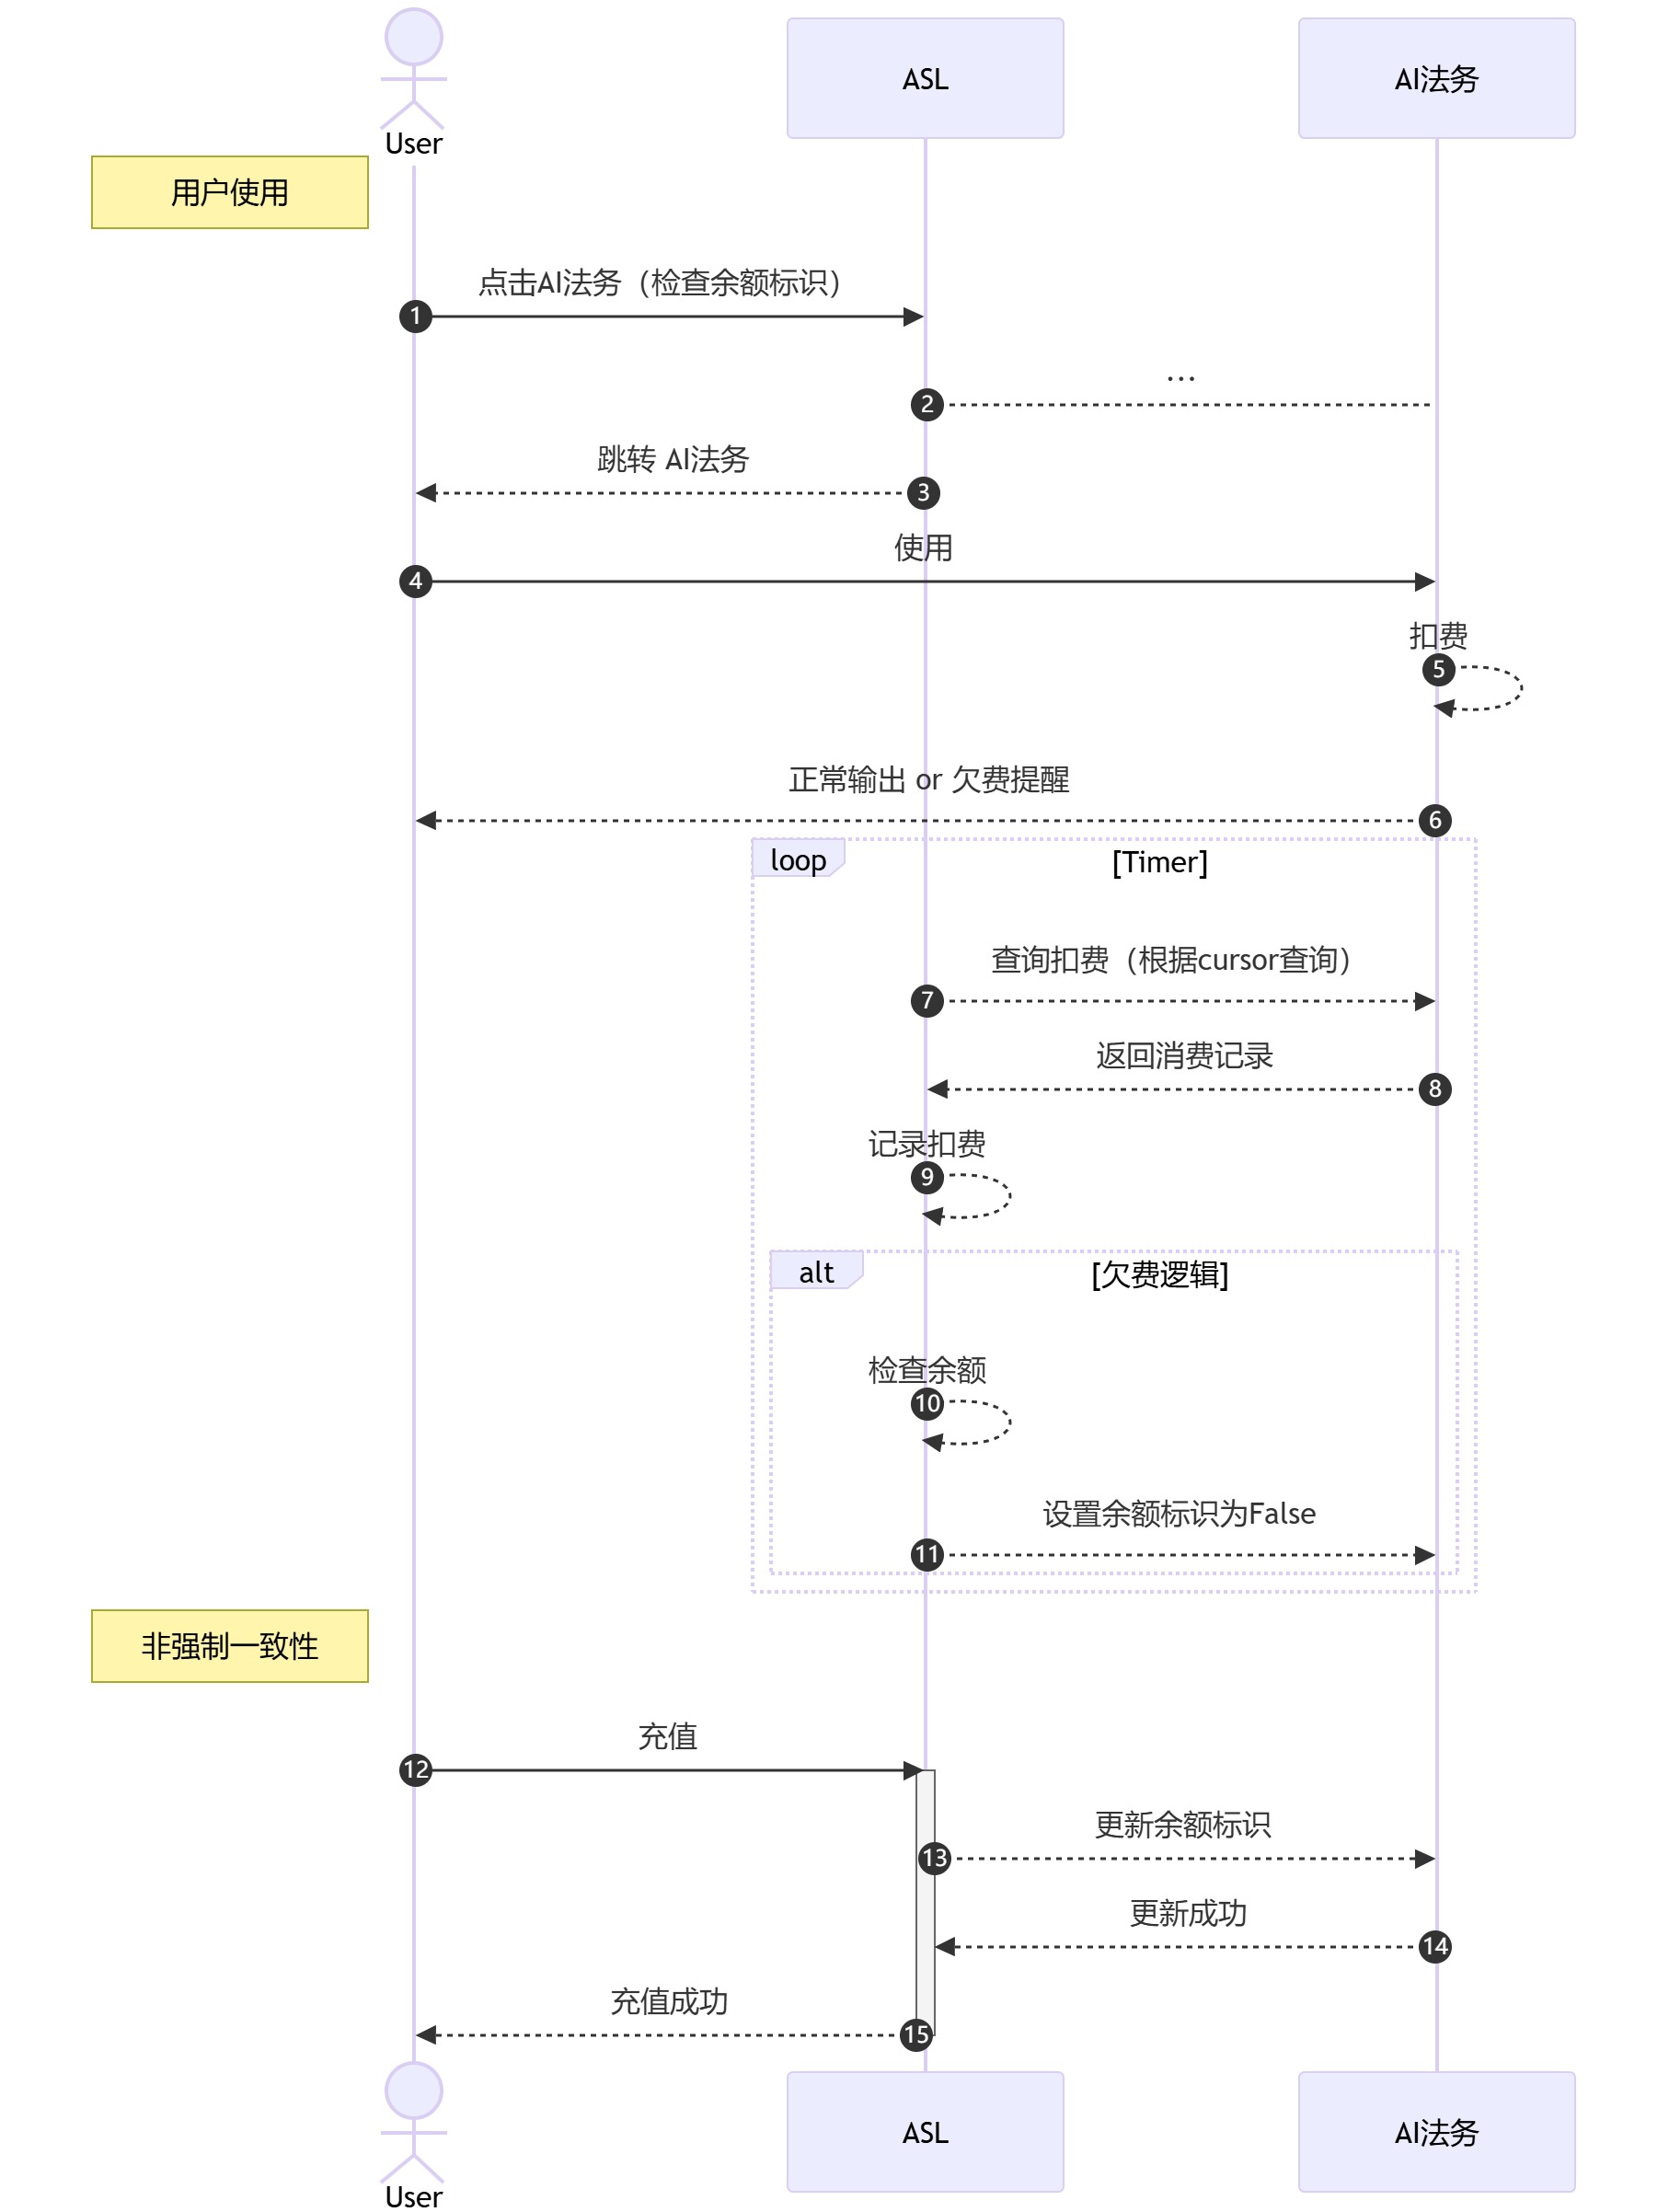 User
ASL
AI法务
用户使用
点击AI法务（检查余额标识）
1
...
2
跳转 AI法务
3
使用
4
扣费
5
正常输出 or 欠费提醒
6
loop
[Timer]
查询扣费（根据cursor查询）
7
返回消费记录
8
记录扣费
9
alt
[欠费逻辑]
检查余额
10
设置余额标识为False
11
非强制一致性
充值
12
更新余额标识
13
更新成功
14
充值成功
15
User
ASL
AI法务